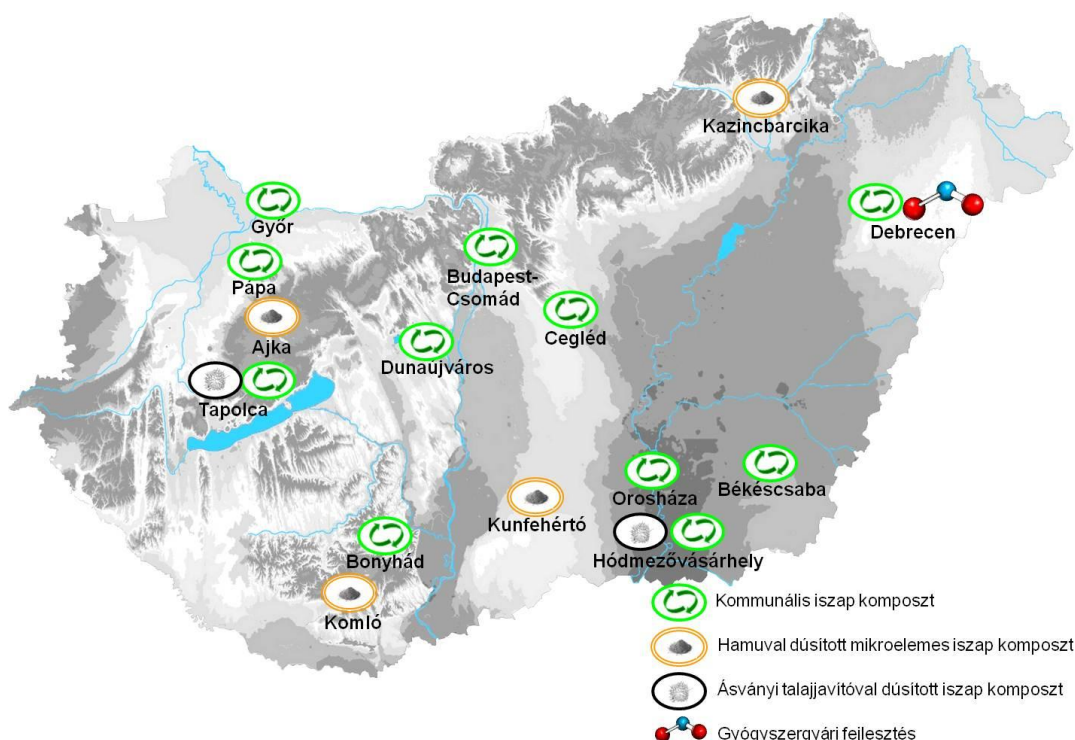 Kazincbarcika
Győr
Debrecen
Budapest-
Csomád
Pápa
Cegléd
Ajka
Dunaújváros
Tapolca
Orosháza
Békéscsaba
Kunfehértó
Bonyhád
Hódmezővásárhely
Komló
Kommunális iszap komposzt
Hamuval dúsított mikroelemes iszap komposzt
Ásványi talajjavítóval dúsított iszap komposzt
Gyógyszergyári fejlesztés